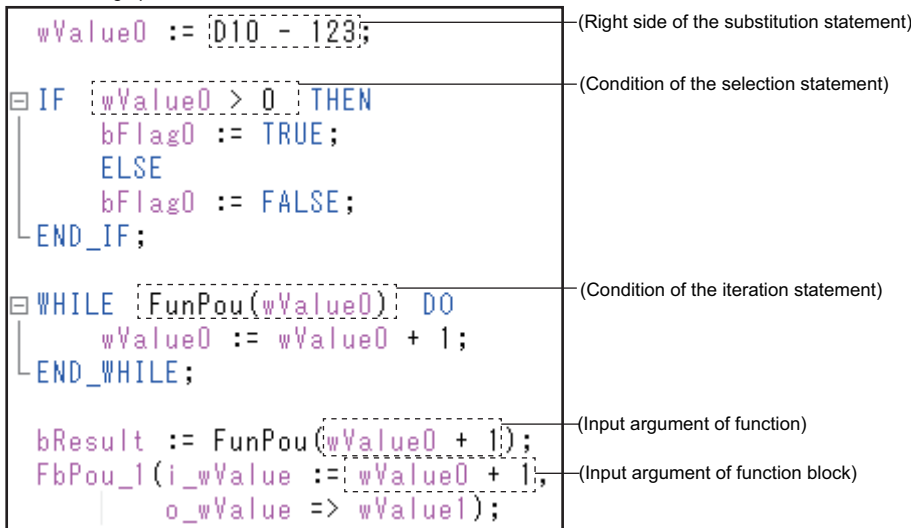 wValue0 := D10 - 123; (Right side of the substitution statement)
IF wValue0 > 0 THEN (Condition of the selection statement)
bFlag0 := TRUE;
ELSE
bFlag0 := FALSE;
END_IF;
WHILE FunPou(wValue0) DO (Condition of the iteration statement)
wValue0 := wValue0 + 1;
END_WHILE;
bResult := FunPou(wValue0 + 1); (Input argument of function)
FbPou_1(i_wValue := wValue0 + 1, (Input argument of function block)
o_wValue => wValue1);